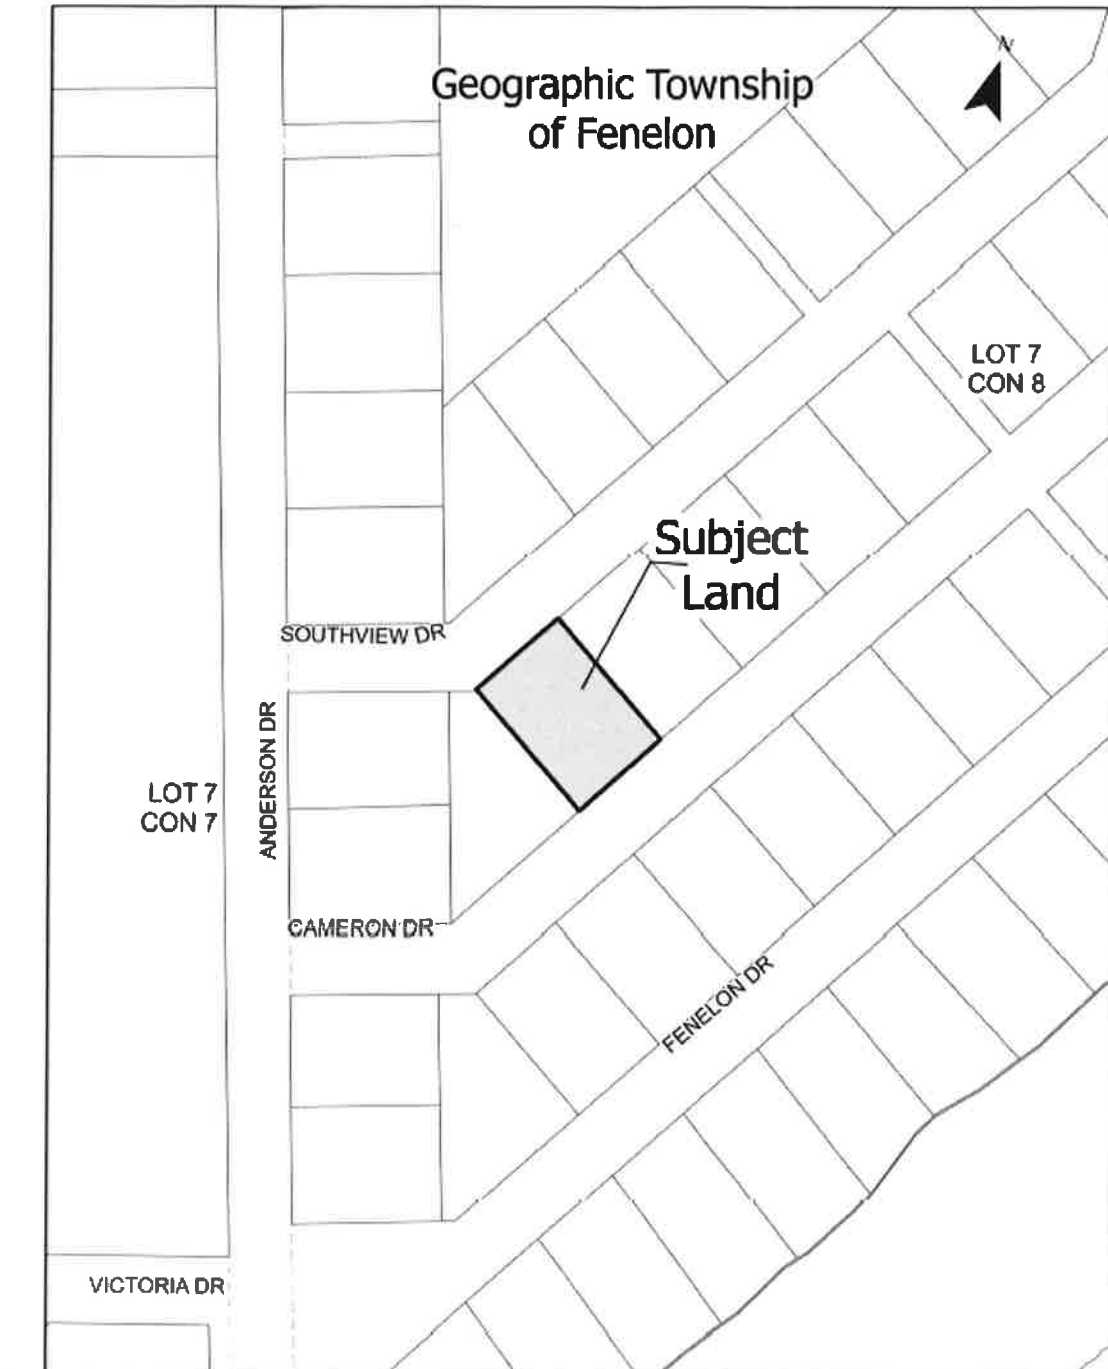 N
Geographic Township
of Fenelon
LOT 7
CON 8
Subject
Land
SOUTHVIEW DR
ANDERSON DR
LOT 7
CON 7
CAMERON DR
FENELON DR
VICTORIA DR